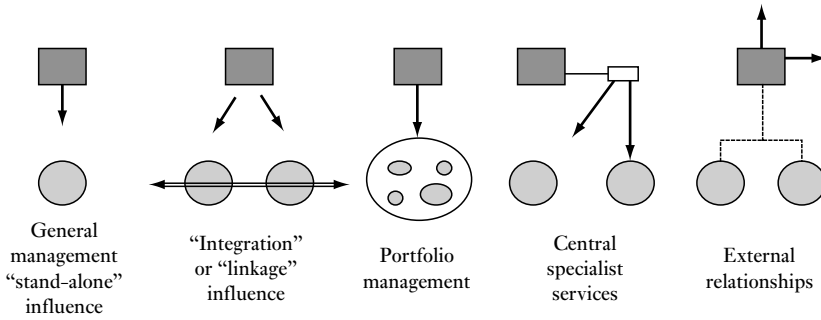 General
management
“stand-alone”
influence
“Integration”
or “linkage”
influence
Portfolio
management
Central
specialist
services
External
relationships